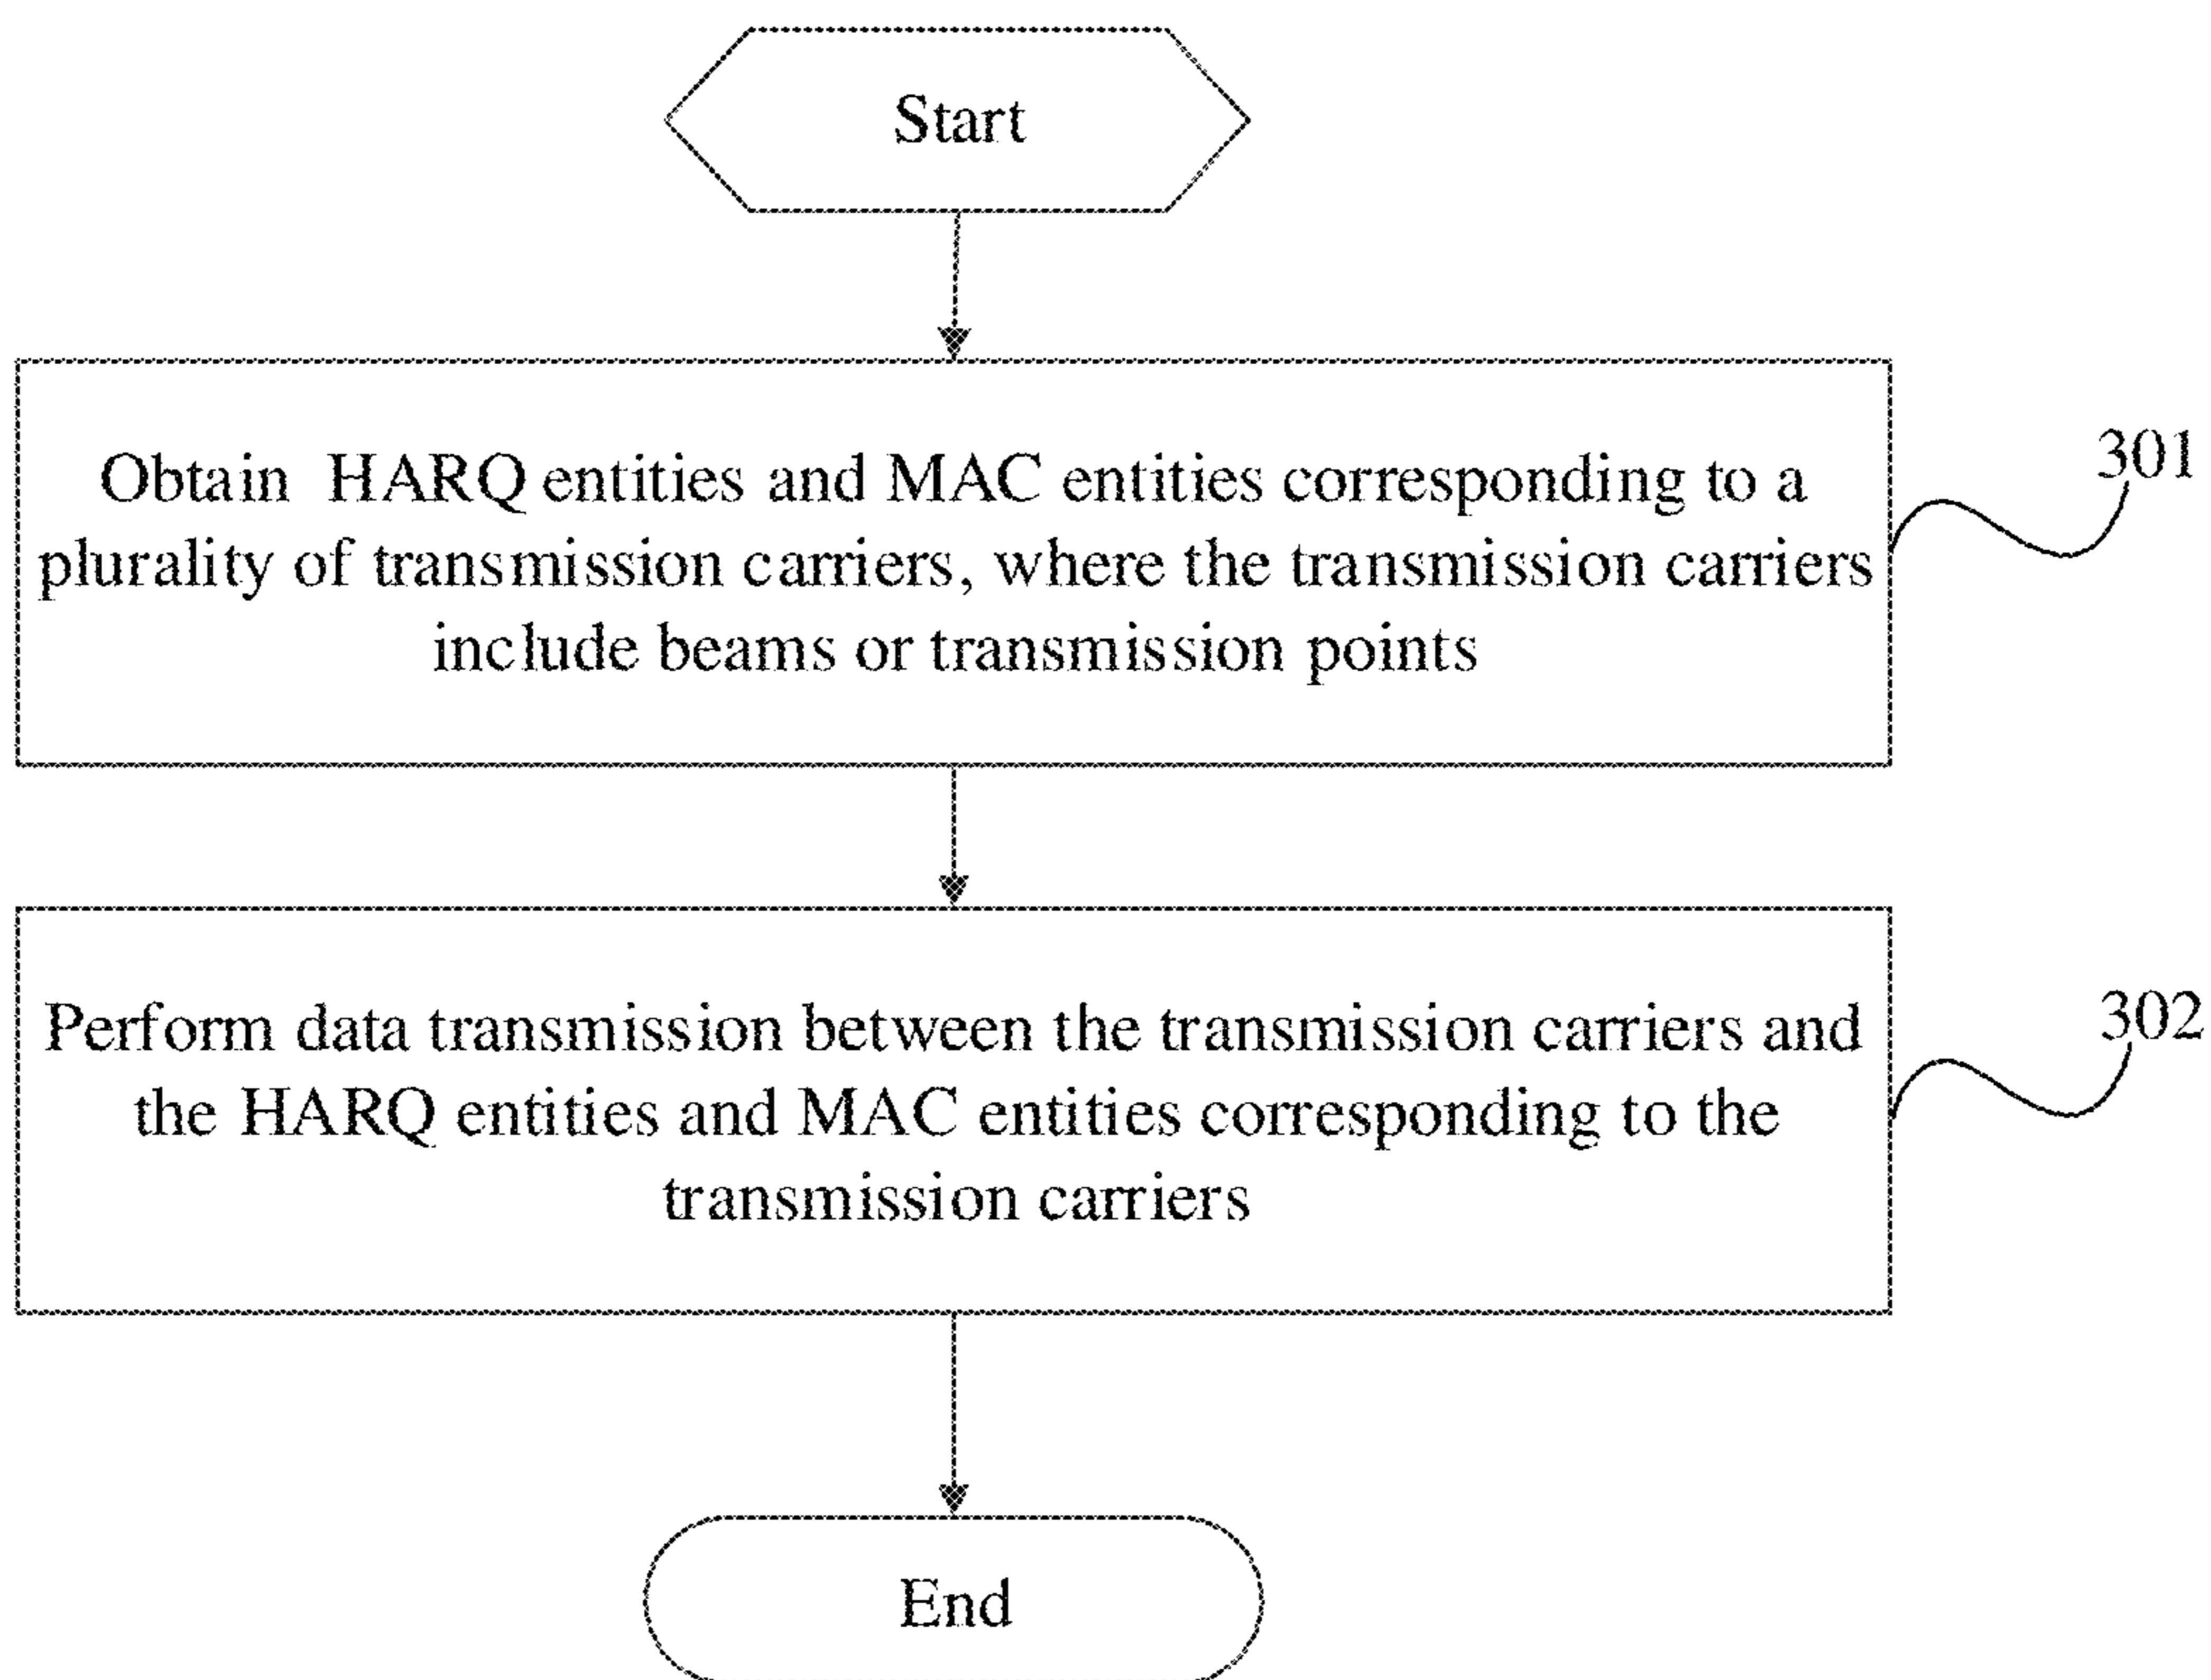 Start
Obtain HARQ entities and MAC entities corresponding to a
plurality of transmission carriers, where the transmission carriers
include beams or transmission points
301
Perform data transmission between the transmission carriers and
the HARQ entities and MAC entities corresponding to the
transmission carriers
302
End